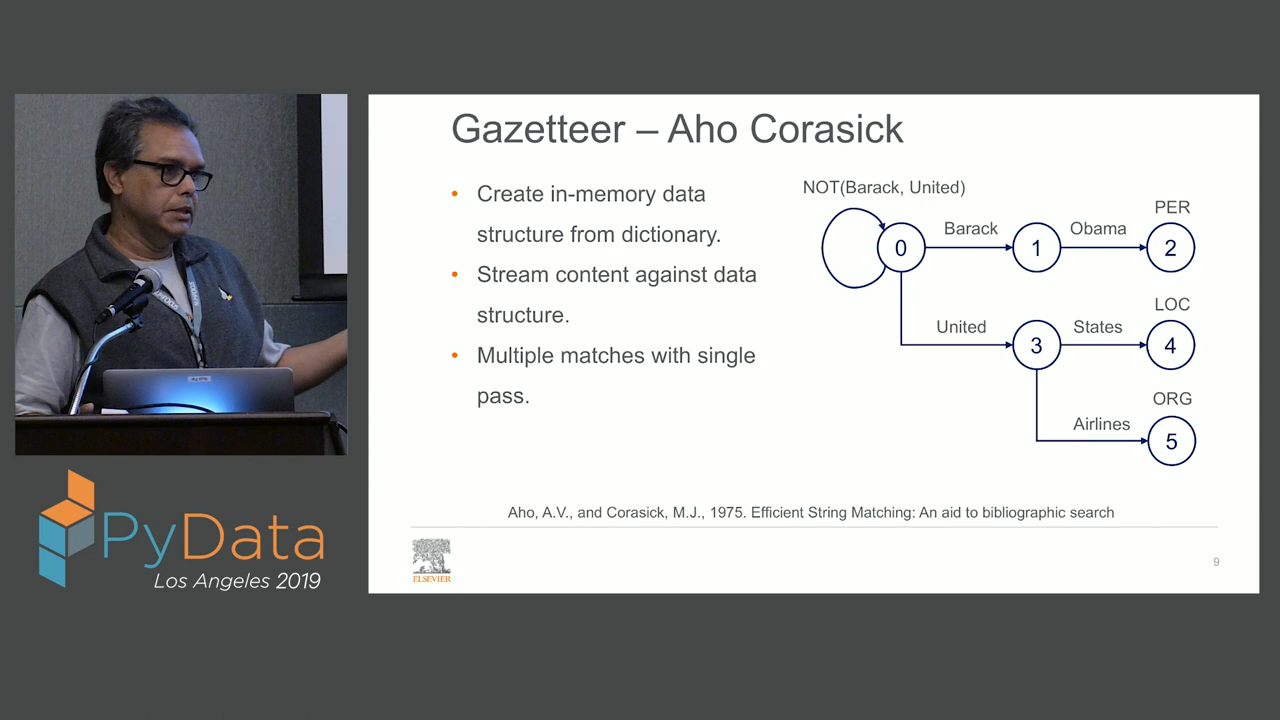 Gazetteer – Aho Corasick
• Create in-memory data
structure from dictionary.
• Stream content against data
structure.
• Multiple matches with single
pass.
NOT(Barack, United)
PER
Barack
Obama
0
1
2
LOC
United
States
3
4
ORG
Airlines
5
Aho, A.V., and Corasick, M.J., 1975. Efficient String Matching: An aid to bibliographic search
ELSEVIER
9
PyData
Los Angeles 2019